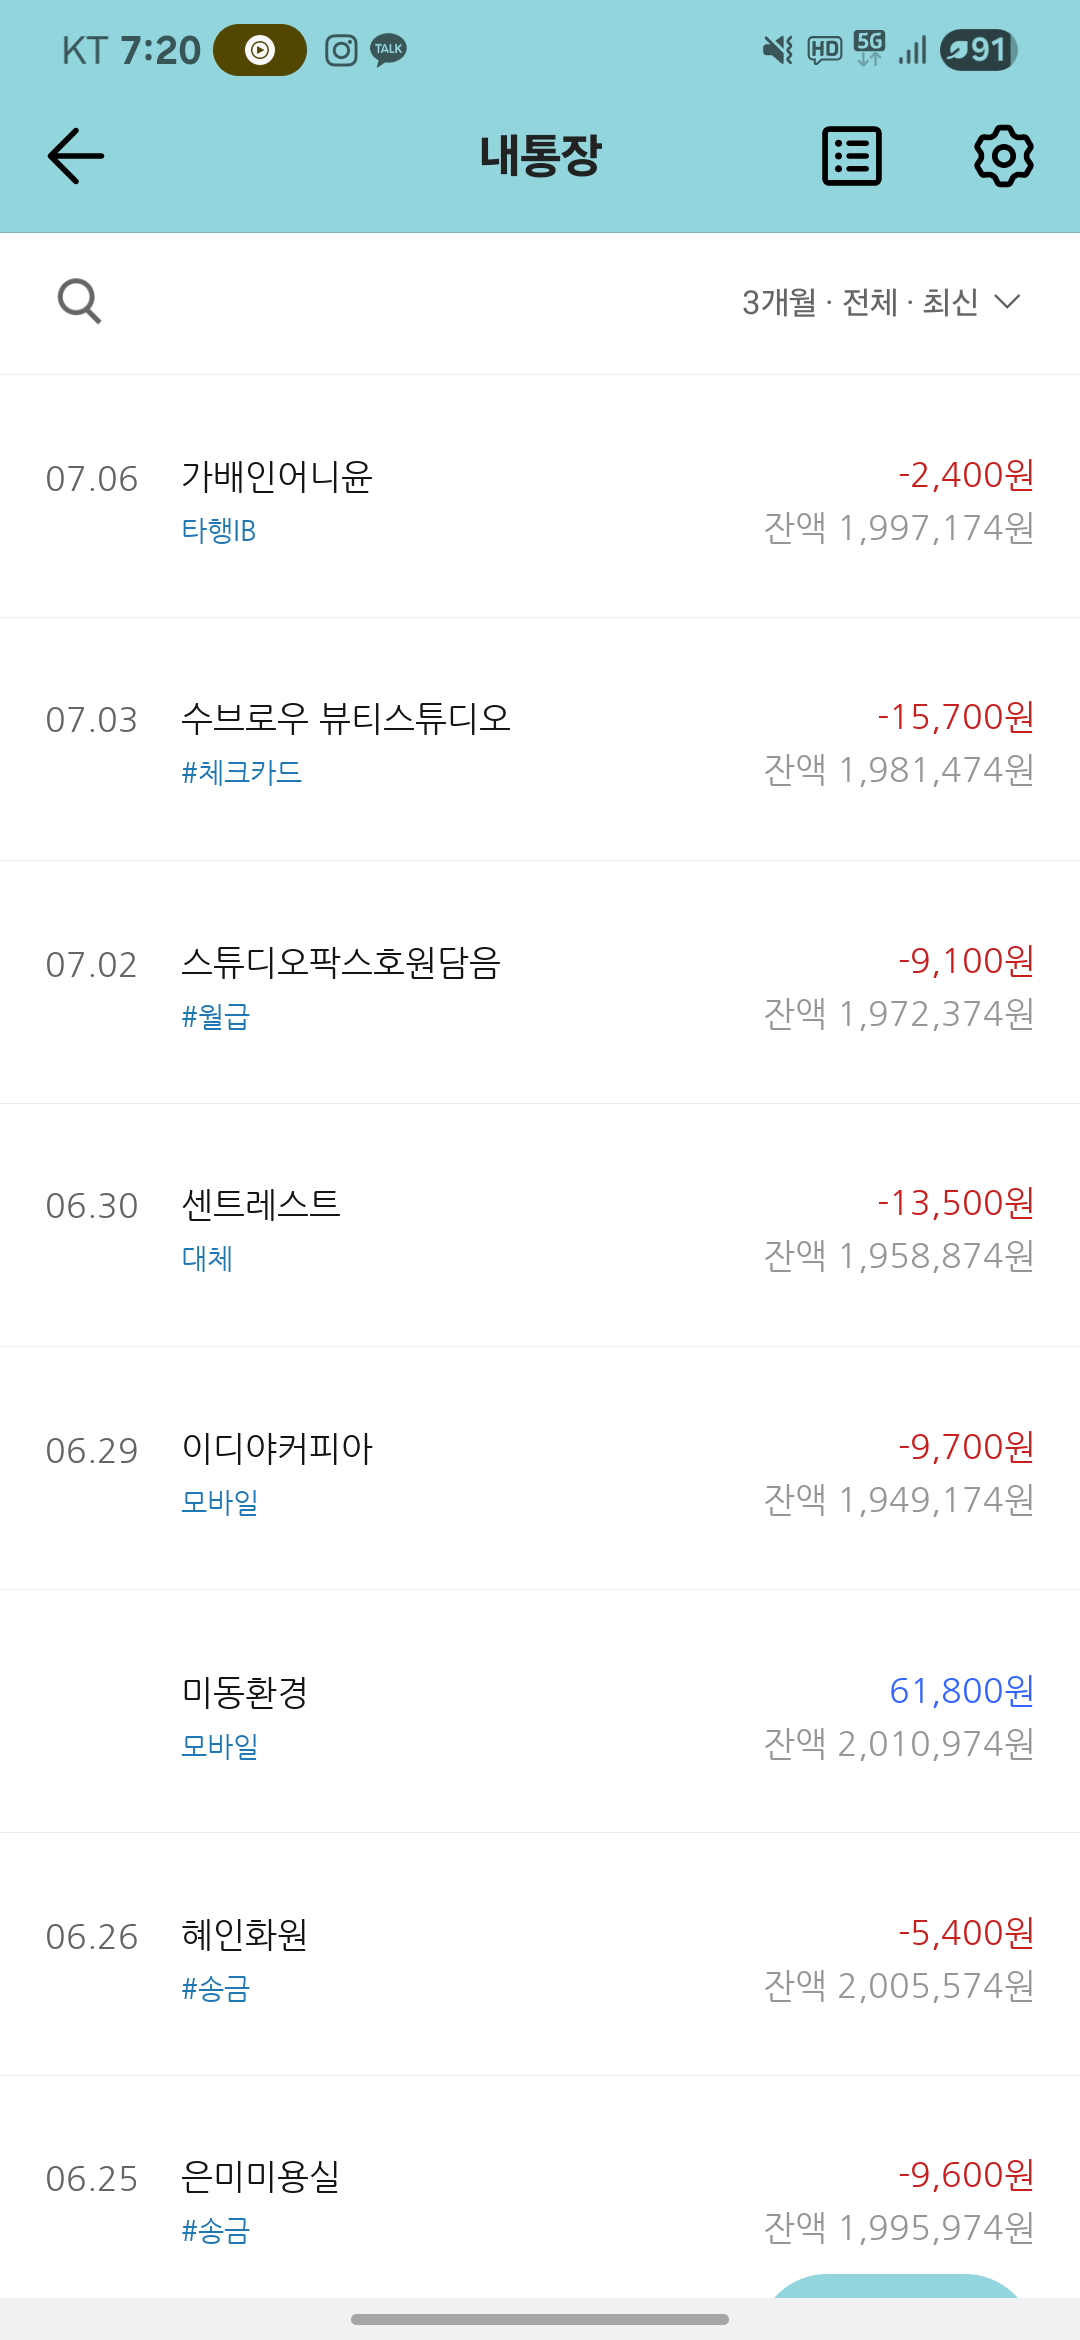 KT 7:20 TALK HD 5G 91
내통장
3개월 · 전체 · 최신
07.06 가배인어니윤 -2,400원
타행IB 잔액 1,997,174원
07.03 수브로우 뷰티스튜디오 -15,700원
#체크카드 잔액 1,981,474원
07.02 스튜디오팍스호원담음 -9,100원
#월급 잔액 1,972,374원
06.30 센트레스트 -13,500원
대체 잔액 1,958,874원
06.29 이디야커피아 -9,700원
모바일 잔액 1,949,174원
미동환경 61,800원
모바일 잔액 2,010,974원
06.26 혜인화원 -5,400원
#송금 잔액 2,005,574원
06.25 은미미용실 -9,600원
#송금 잔액 1,995,974원